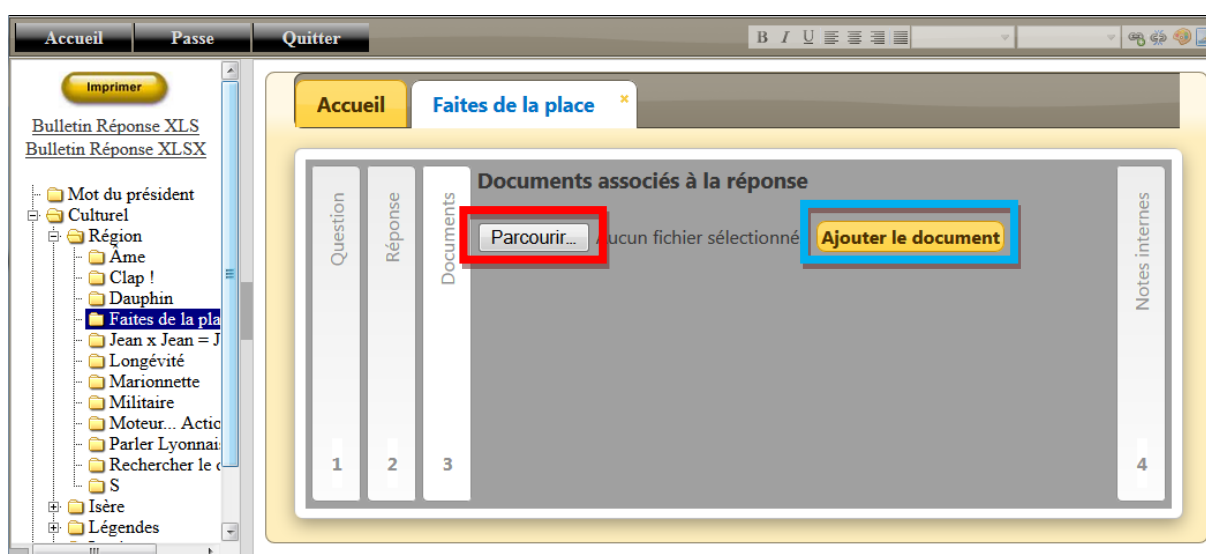 Accueil Passe Quitter B I U
Imprimer
Bulletin Réponse XLS
Bulletin Réponse XLSX
Mot du président
Culturel
Région
Âme
Clap !
Dauphin
Faites de la pla
Jean x Jean = J
Longévité
Marionnette
Militaire
Moteur... Actio
Parler Lyonnai
Rechercher le
S
Isère
Légendes
Accueil Faites de la place ×
Question
1
Réponse
2
Documents
3
Documents associés à la réponse
Parcourir... Aucun fichier sélectionné Ajouter le document
Notes internes
4